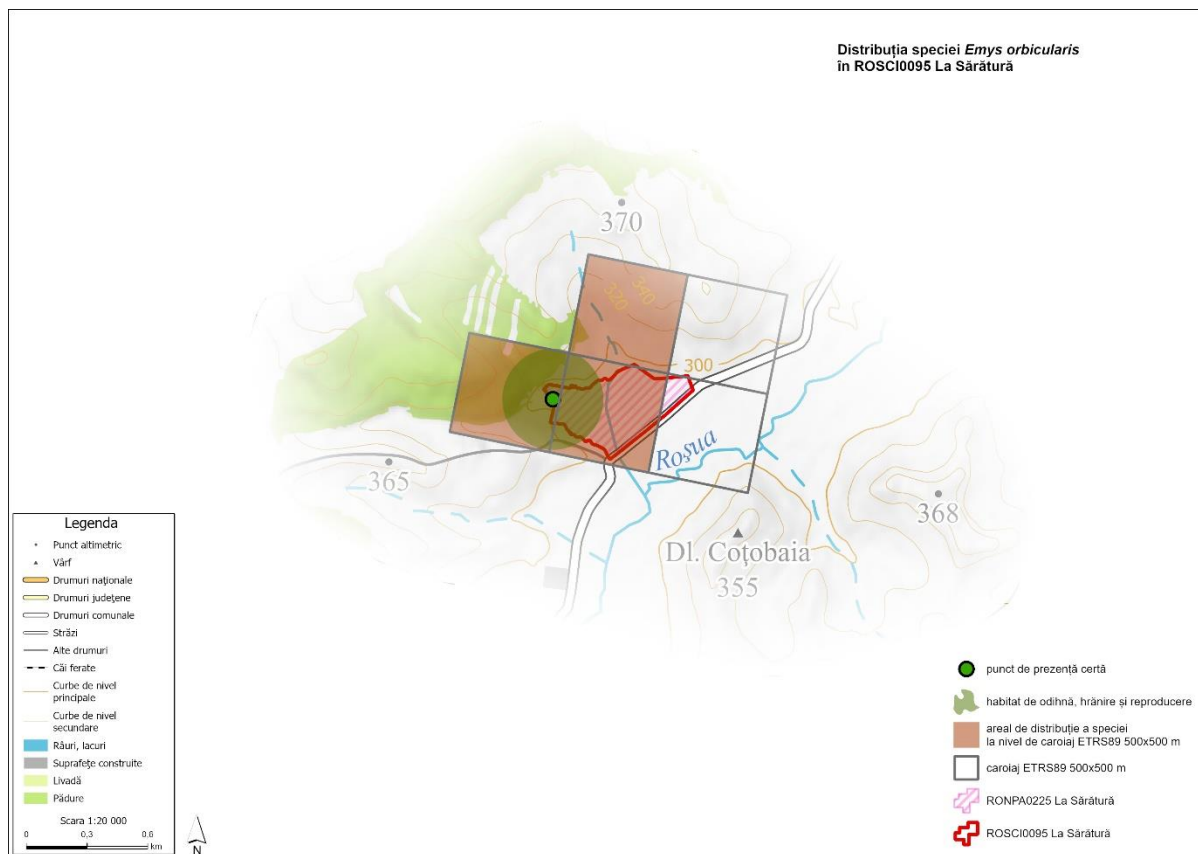 Distribuția speciei Emys orbicularis
în ROSCI0095 La Sărătură
370
320
340
300
Roșua
365
368
Dl. Coțobaia
355
Legenda
Punct altimetric
Vârf
Drumuri naționale
Drumuri județene
Drumuri comunale
Străzi
Alte drumuri
Căi ferate
Curbe de nivel
principale
Curbe de nivel
secundare
Râuri, lacuri
Suprafețe construite
Livadă
Pădure
Scara 1:20 000
0 0,3 0,6
km
N
punct de prezență certă
habitat de odihnă, hrănire și reproducere
areal de distribuție a speciei
la nivel de caroiaj ETRS89 500x500 m
caroiaj ETRS89 500x500 m
RONPA0225 La Sărătură
ROSCI0095 La Sărătură